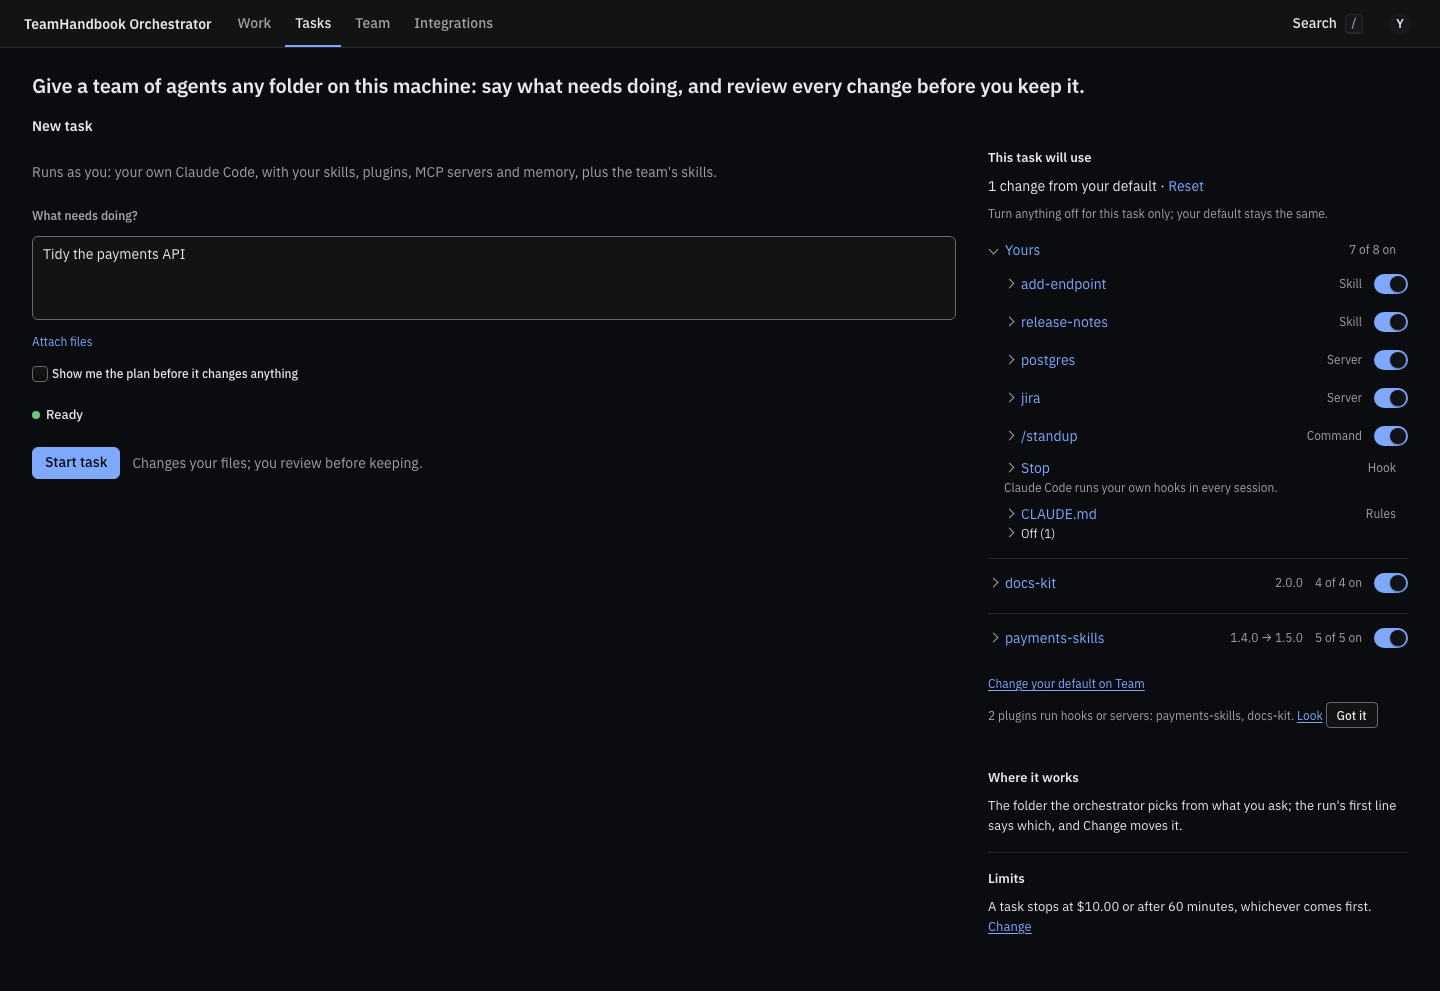 TeamHandbook Orchestrator Work Tasks Team Integrations Search / Y
Give a team of agents any folder on this machine: say what needs doing, and review every change before you keep it.
New task
Runs as you: your own Claude Code, with your skills, plugins, MCP servers and memory, plus the team's skills.
What needs doing?
Tidy the payments API
Attach files
Show me the plan before it changes anything
Ready
Start task Changes your files; you review before keeping.
This task will use
1 change from your default · Reset
Turn anything off for this task only; your default stays the same.
Yours 7 of 8 on
add-endpoint Skill
release-notes Skill
postgres Server
jira Server
/standup Command
Stop Hook
Claude Code runs your own hooks in every session.
CLAUDE.md Rules
Off (1)
docs-kit 2.0.0 4 of 4 on
payments-skills 1.4.0 → 1.5.0 5 of 5 on
Change your default on Team
2 plugins run hooks or servers: payments-skills, docs-kit. Look Got it
Where it works
The folder the orchestrator picks from what you ask; the run's first line
says which, and Change moves it.
Limits
A task stops at $10.00 or after 60 minutes, whichever comes first.
Change